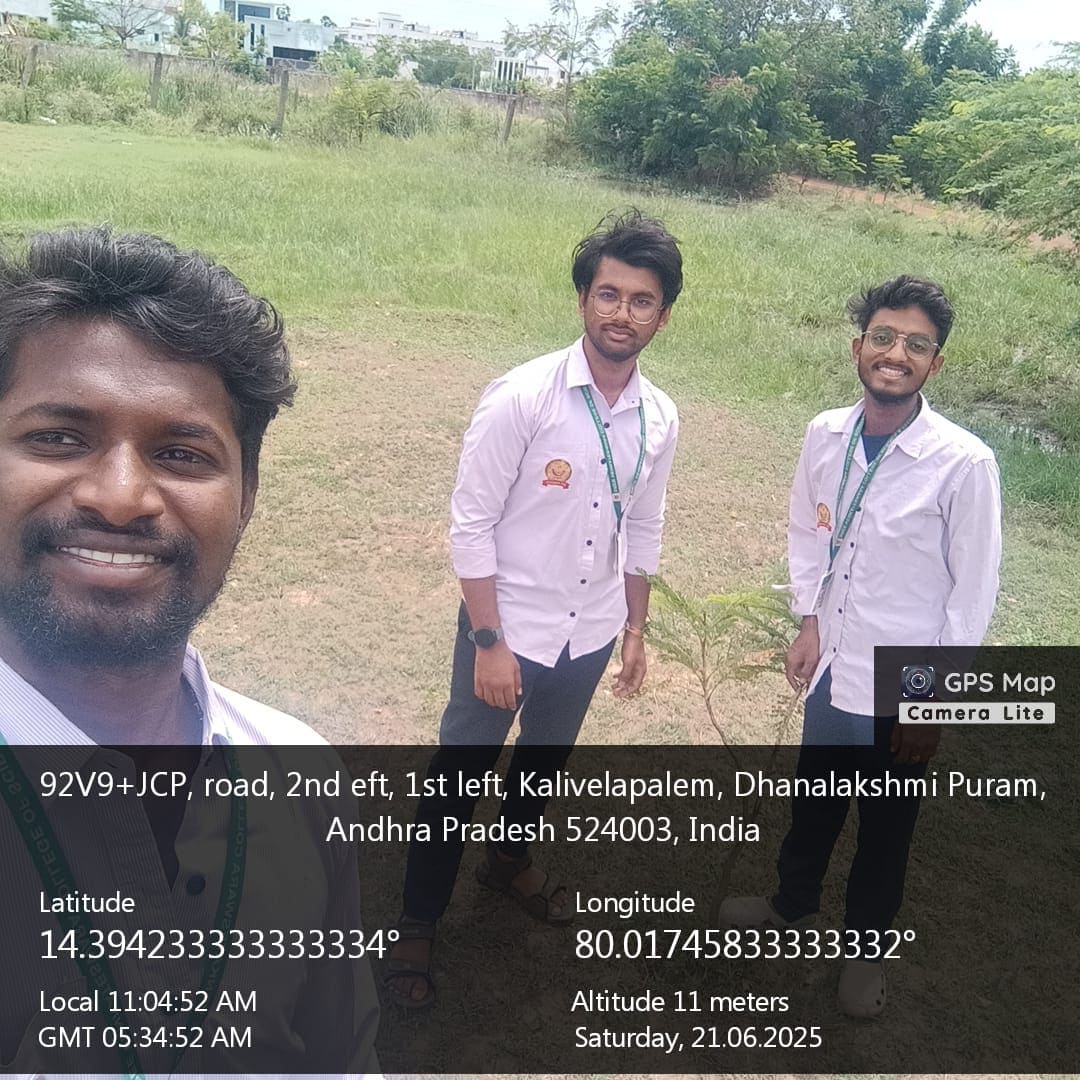 GPS Map
Camera Lite
92V9+JCP, road, 2nd eft, 1st left, Kalivelapalem, Dhanalakshmi Puram,
Andhra Pradesh 524003, India
Latitude
14.394233333333334°
Longitude
80.01745833333332°
Local 11:04:52 AM
GMT 05:34:52 AM
Altitude 11 meters
Saturday, 21.06.2025